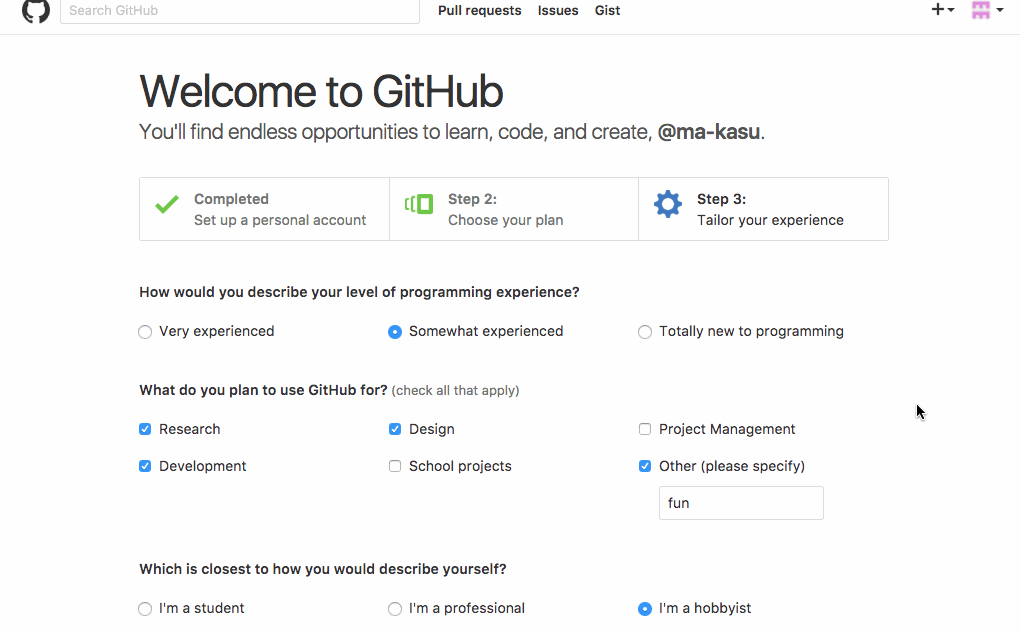 Search GitHub Pull requests Issues Gist
Welcome to GitHub
You'll find endless opportunities to learn, code, and create, @ma-kasu.
Completed
Set up a personal account
Step 2:
Choose your plan
Step 3:
Tailor your experience
How would you describe your level of programming experience?
Very experienced Somewhat experienced Totally new to programming
What do you plan to use GitHub for? (check all that apply)
Research Design Project Management
Development School projects Other (please specify)
fun
Which is closest to how you would describe yourself?
I'm a student I'm a professional I'm a hobbyist